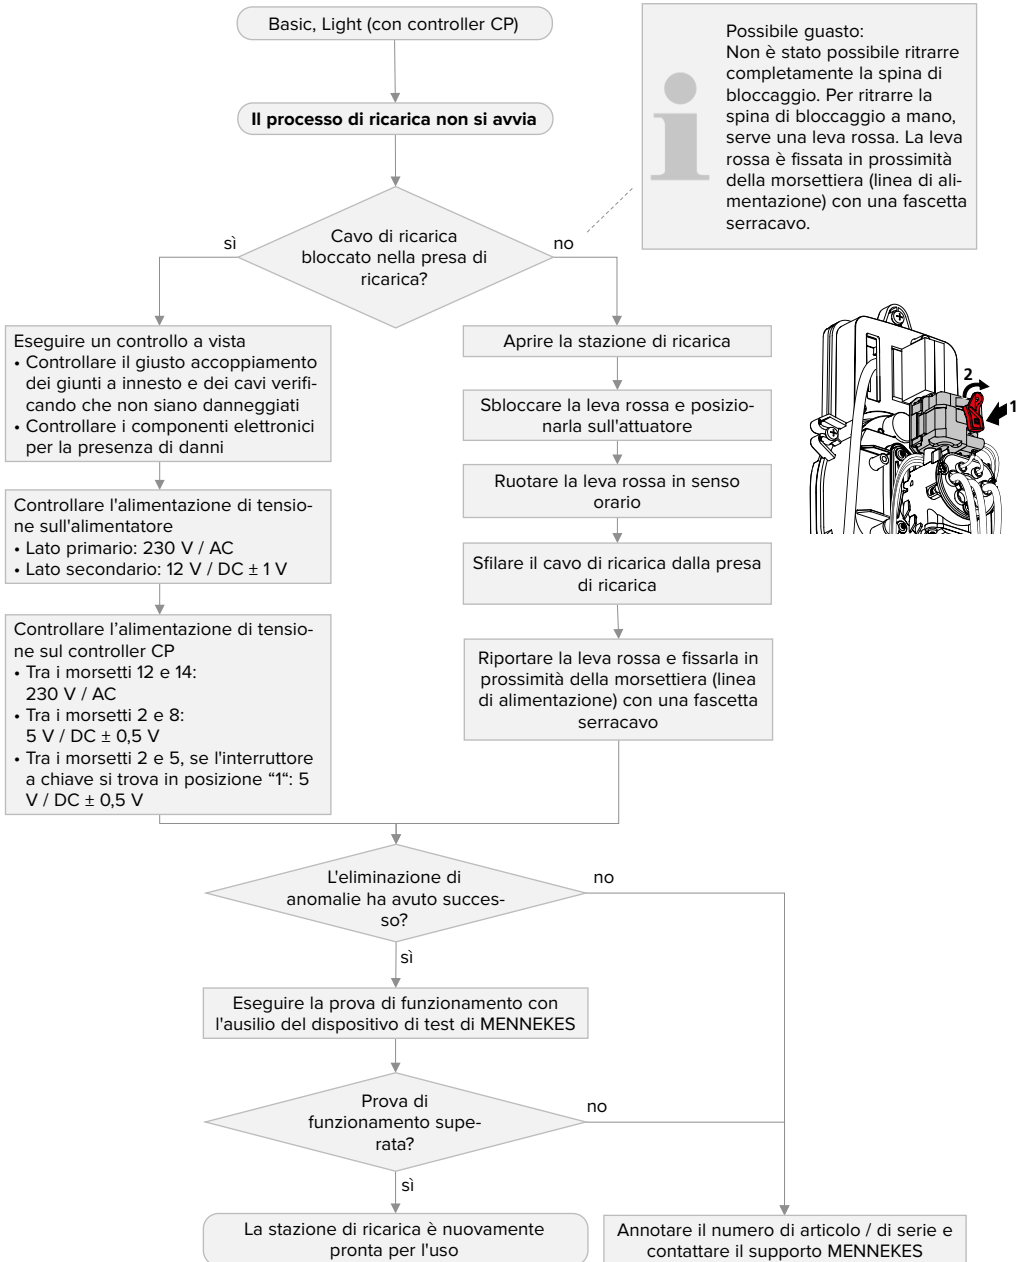 Basic, Light (con controller CP)
Il processo di ricarica non si avvia
Possibile guasto:
Non è stato possibile ritrarre
completamente la spina di
bloccaggio. Per ritrarre la
spina di bloccaggio a mano,
serve una leva rossa. La leva
rossa è fissata in prossimità
della morsettiera (linea di ali-
mentazione) con una fascetta
serracavo.
Cavo di ricarica
bloccato nella presa di
ricarica?
sì
no
Eseguire un controllo a vista
• Controllare il giusto accoppiamento
dei giunti a innesto e dei cavi verifi-
cando che non siano danneggiati
• Controllare i componenti elettronici
per la presenza di danni
Controllare l'alimentazione di tensio-
ne sull'alimentatore
• Lato primario: 230 V / AC
• Lato secondario: 12 V / DC ± 1 V
Controllare l’alimentazione di tensio-
ne sul controller CP
• Tra i morsetti 12 e 14:
230 V / AC
• Tra i morsetti 2 e 8:
5 V / DC ± 0,5 V
• Tra i morsetti 2 e 5, se l'interruttore
a chiave si trova in posizione “1“: 5
V / DC ± 0,5 V
Aprire la stazione di ricarica
Sbloccare la leva rossa e posizio-
narla sull'attuatore
Ruotare la leva rossa in senso
orario
Sfilare il cavo di ricarica dalla presa
di ricarica
Riportare la leva rossa e fissarla in
prossimità della morsettiera (linea
di alimentazione) con una fascetta
serracavo
2
1
L'eliminazione di
anomalie ha avuto succes-
so?
no
sì
Eseguire la prova di funzionamento con
l'ausilio del dispositivo di test di MENNEKES
Prova di
funzionamento supe-
rata?
no
sì
La stazione di ricarica è nuovamente
pronta per l'uso
Annotare il numero di articolo / di serie e
contattare il supporto MENNEKES